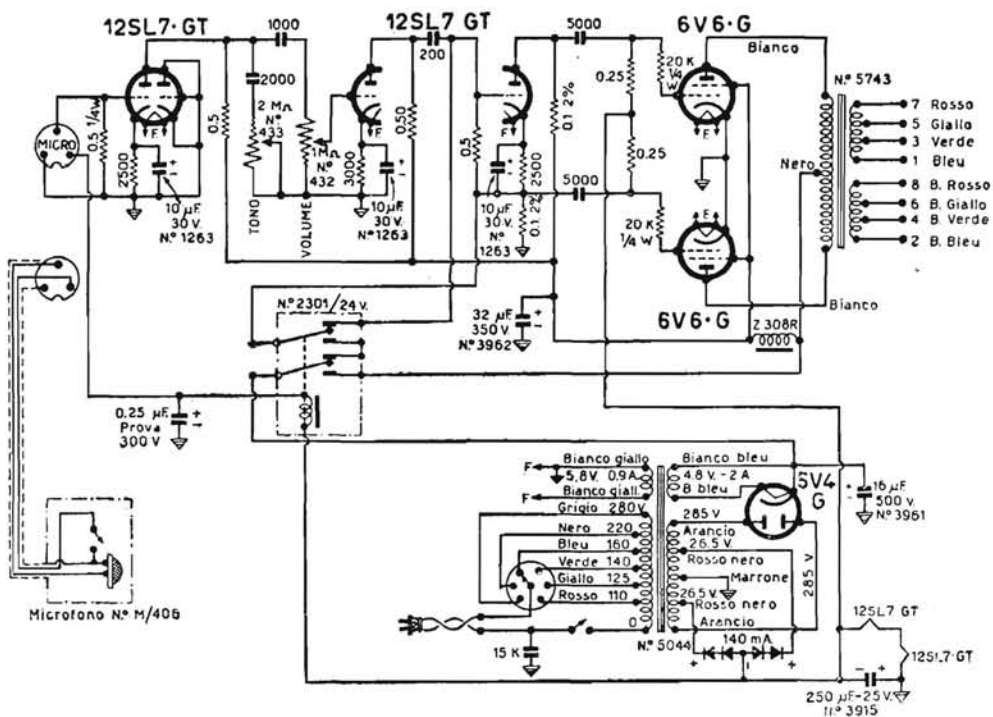 12SL7·GT
1000
2000
0.5 1/4W
MICRO
2500
F
10 µF
30 V.
N.º 1263
0.5
2 MΩ
N.º
433
1MΩ
N.º
432
TONO
VOLUME
12SL7·GT
200
0.50
3000
F
10 µF
30 V.
N.º 1263
0.5
5000
0.1 2%
2500
0.1 2%
10 µF
30 V.
N.º
1263
F
5000
0.25
0.25
6V6·G
20 K
1/4
W
F
20 K
1/4 W
F
6V6·G
Bianco
Nero
Bianco
N.º 5743
7 Rosso
5 Giallo
3 Verde
1 Bleu
8 B. Rosso
6 B. Giallo
4 B. Verde
2 B. Bleu
Z 308R
N.º 2301/24 v.
32 µF
350 V.
N.º 3962
0.25 µF
Prova
300 V
Microfono N.º M/406
F
Bianco giallo
5,8V. 0.9A
F
Bianco giall.
Grigio 280V
Nero 220
Bleu 160
Verde 140
Giallo 125
Rosso 110
0
15 K
N.º 5044
Bianco bleu
4.8 V. - 2 A
B bleu
5V4
G
285 V
Arancio
26.5 V.
Rosso nero
Marrone
26.5 V.
Rosso nero
Arancio
285 V
140 mA
16 µF
500 v.
N.º 3961
12SL7 GT
12SL7·GT
250 µF-25V.
N.º 3915